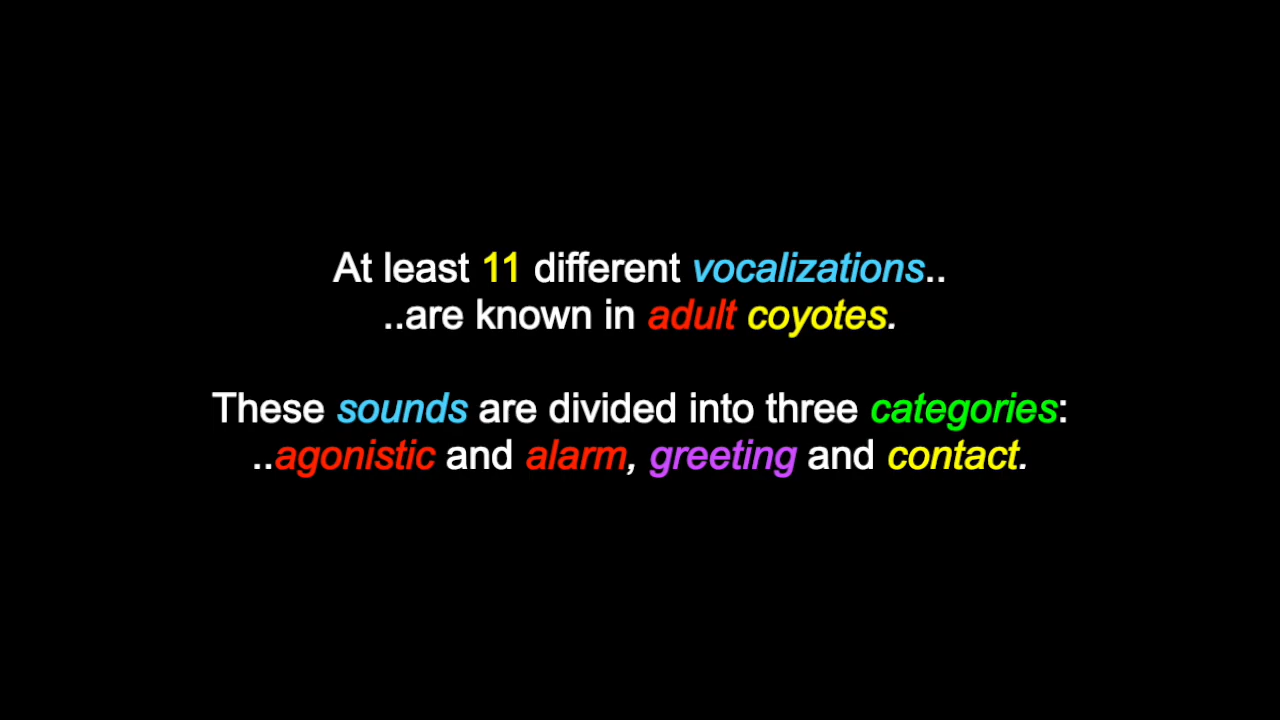 At least 11 different vocalizations..
..are known in adult coyotes.
These sounds are divided into three categories:
..agonistic and alarm, greeting and contact.